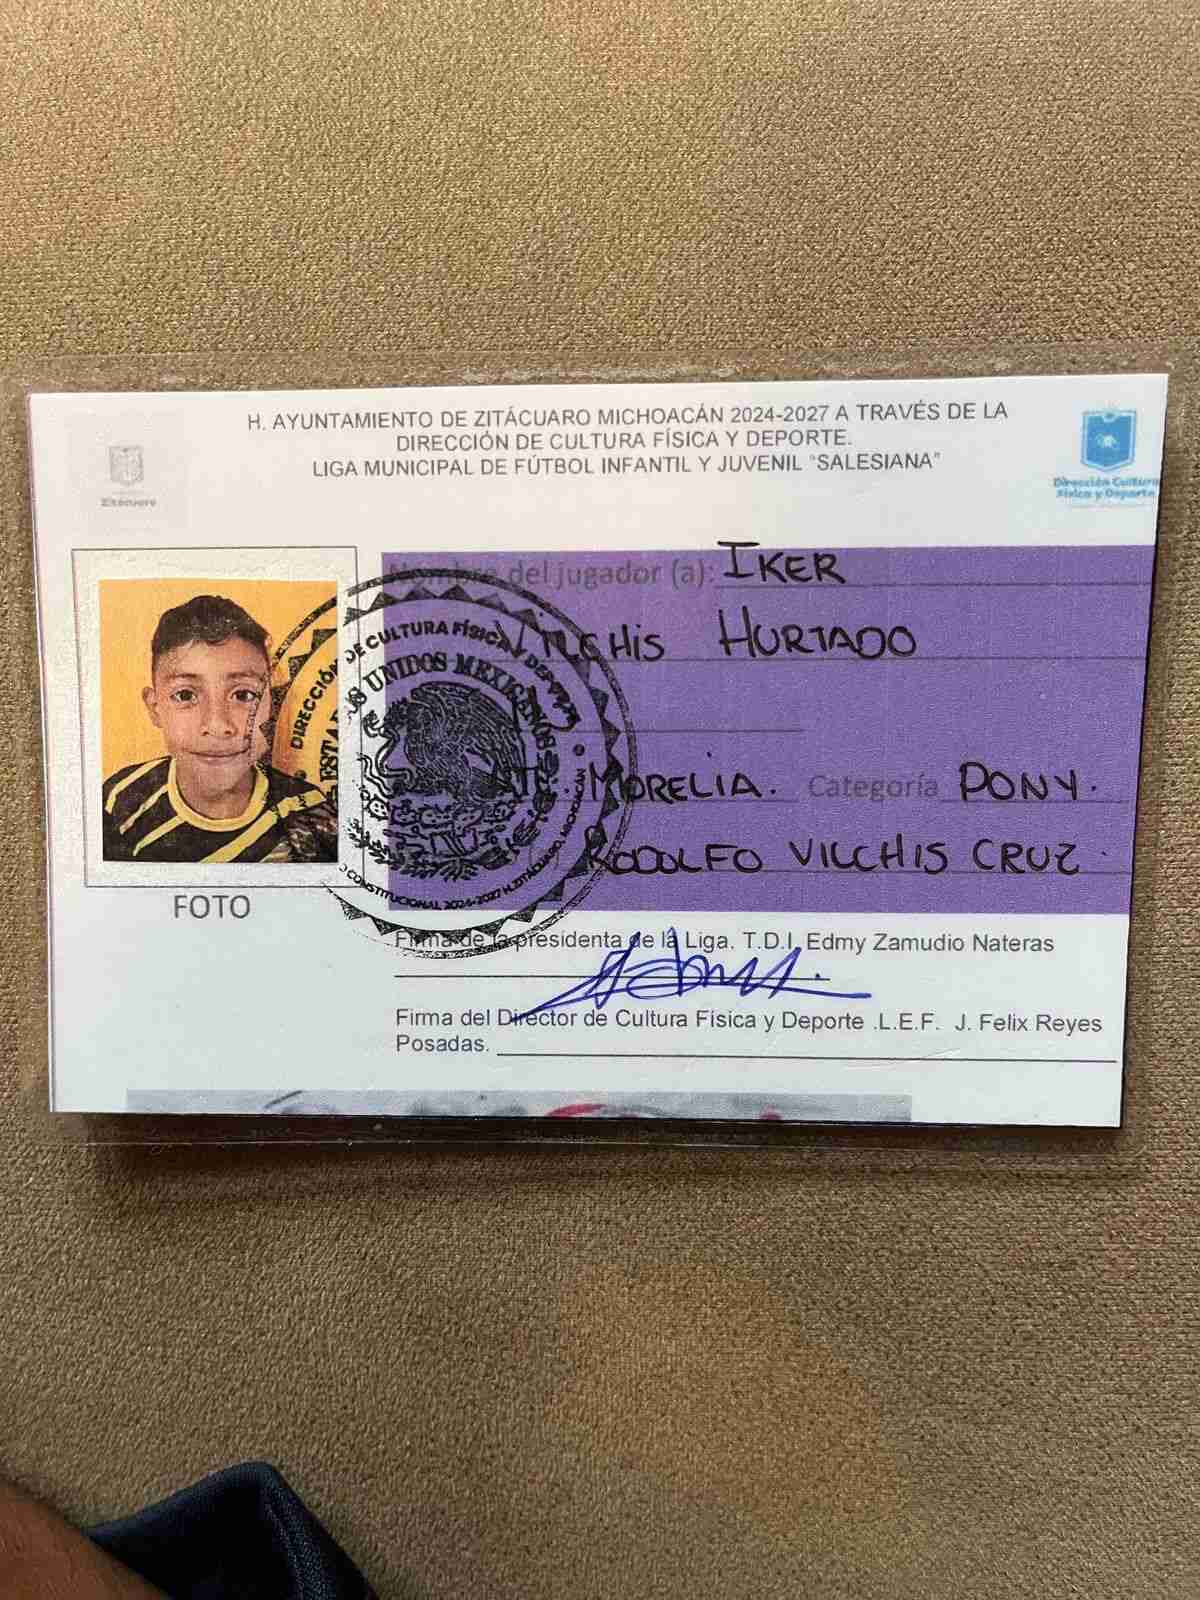 H. AYUNTAMIENTO DE ZITÁCUARO MICHOACÁN 2024-2027 A TRAVÉS DE LA
DIRECCIÓN DE CULTURA FÍSICA Y DEPORTE.
LIGA MUNICIPAL DE FÚTBOL INFANTIL Y JUVENIL "SALESIANA"
Zitácuaro
Dirección Cultura
Física y Deporte
Nombre del jugador (a): IKER
VILCHIS HURTADO
MORELIA. Categoría PONY.
RODOLFO VILCHIS CRUZ.
DIRECCIÓN DE CULTURA FÍSICA Y DEPORTE
ESTADOS UNIDOS MEXICANOS
CONSTITUCIONAL 2024-2027 H. ZITÁCUARO, MICHOACÁN
FOTO
Firma de la presidenta de la Liga. T.D.I. Edmy Zamudio Nateras
Firma del Director de Cultura Física y Deporte .L.E.F. J. Felix Reyes
Posadas.